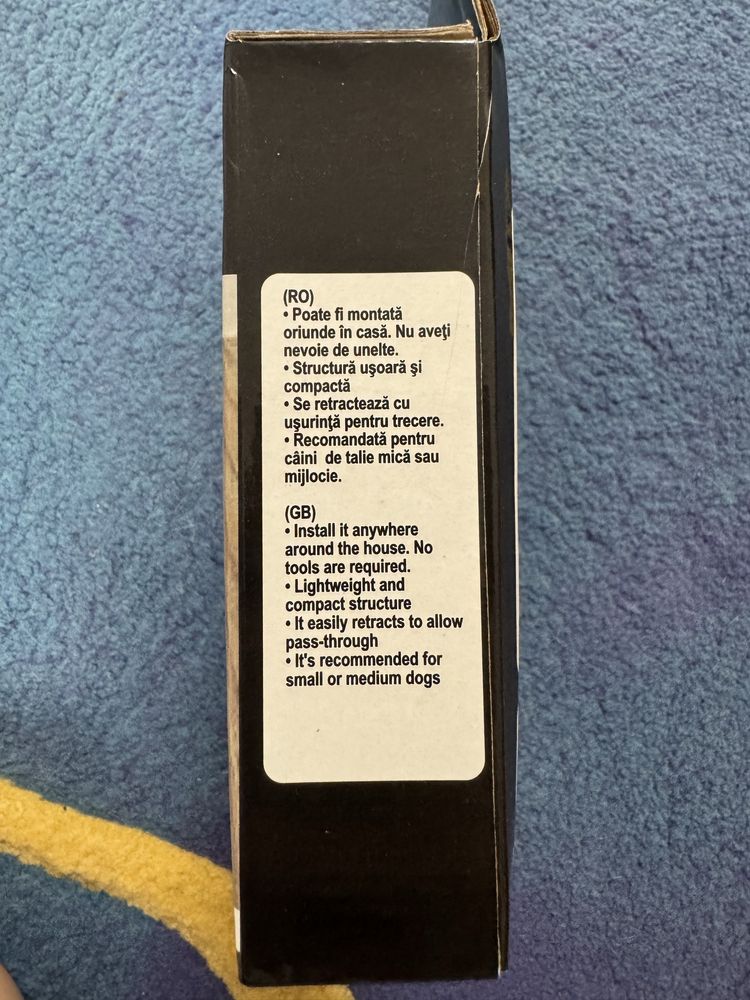 (RO)
• Poate fi montată
oriunde în casă. Nu aveţi
nevoie de unelte.
• Structură uşoară şi
compactă
• Se retractează cu
uşurinţă pentru trecere.
• Recomandată pentru
câini  de talie mică sau
mijlocie.
(GB)
• Install it anywhere
around the house. No
tools are required.
• Lightweight and
compact structure
• It easily retracts to allow
pass-through
• It's recommended for
small or medium dogs